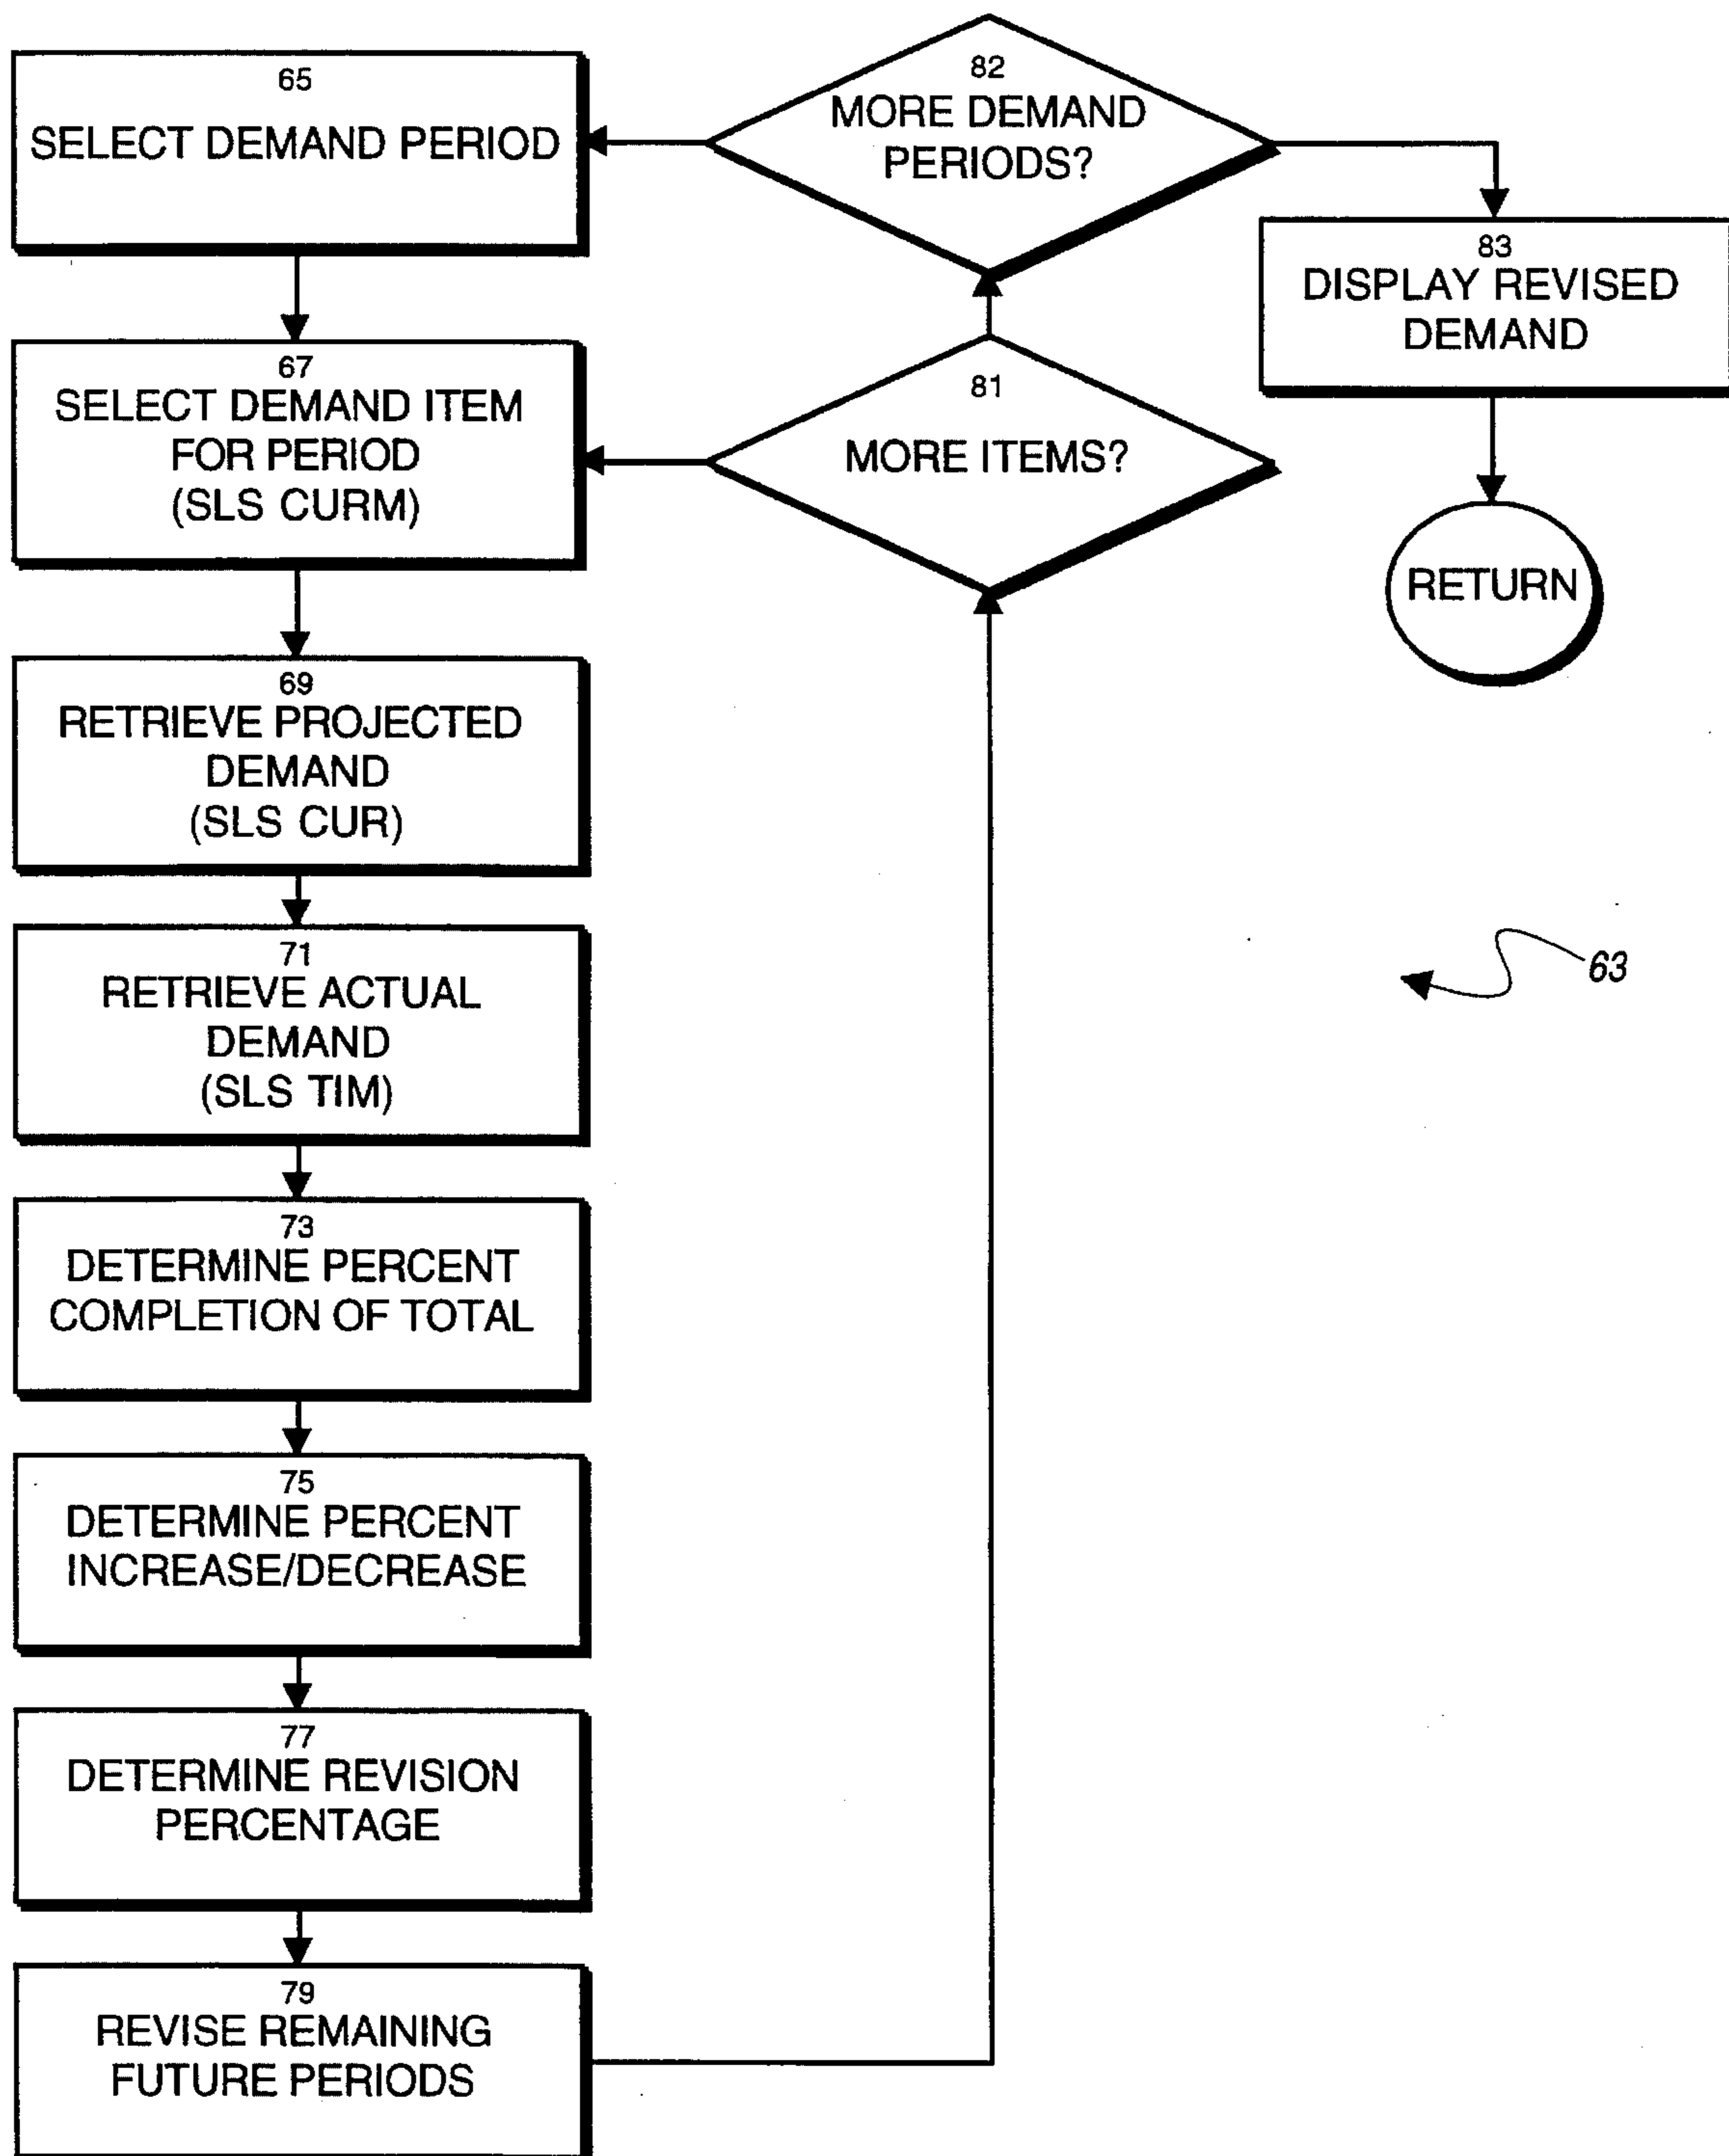 65
SELECT DEMAND PERIOD
67
SELECT DEMAND ITEM
FOR PERIOD
(SLS CURM)
69
RETRIEVE PROJECTED
DEMAND
(SLS CUR)
71
RETRIEVE ACTUAL
DEMAND
(SLS TIM)
73
DETERMINE PERCENT
COMPLETION OF TOTAL
75
DETERMINE PERCENT
INCREASE/DECREASE
77
DETERMINE REVISION
PERCENTAGE
79
REVISE REMAINING
FUTURE PERIODS
81
MORE ITEMS?
82
MORE DEMAND
PERIODS?
83
DISPLAY REVISED
DEMAND
RETURN
63